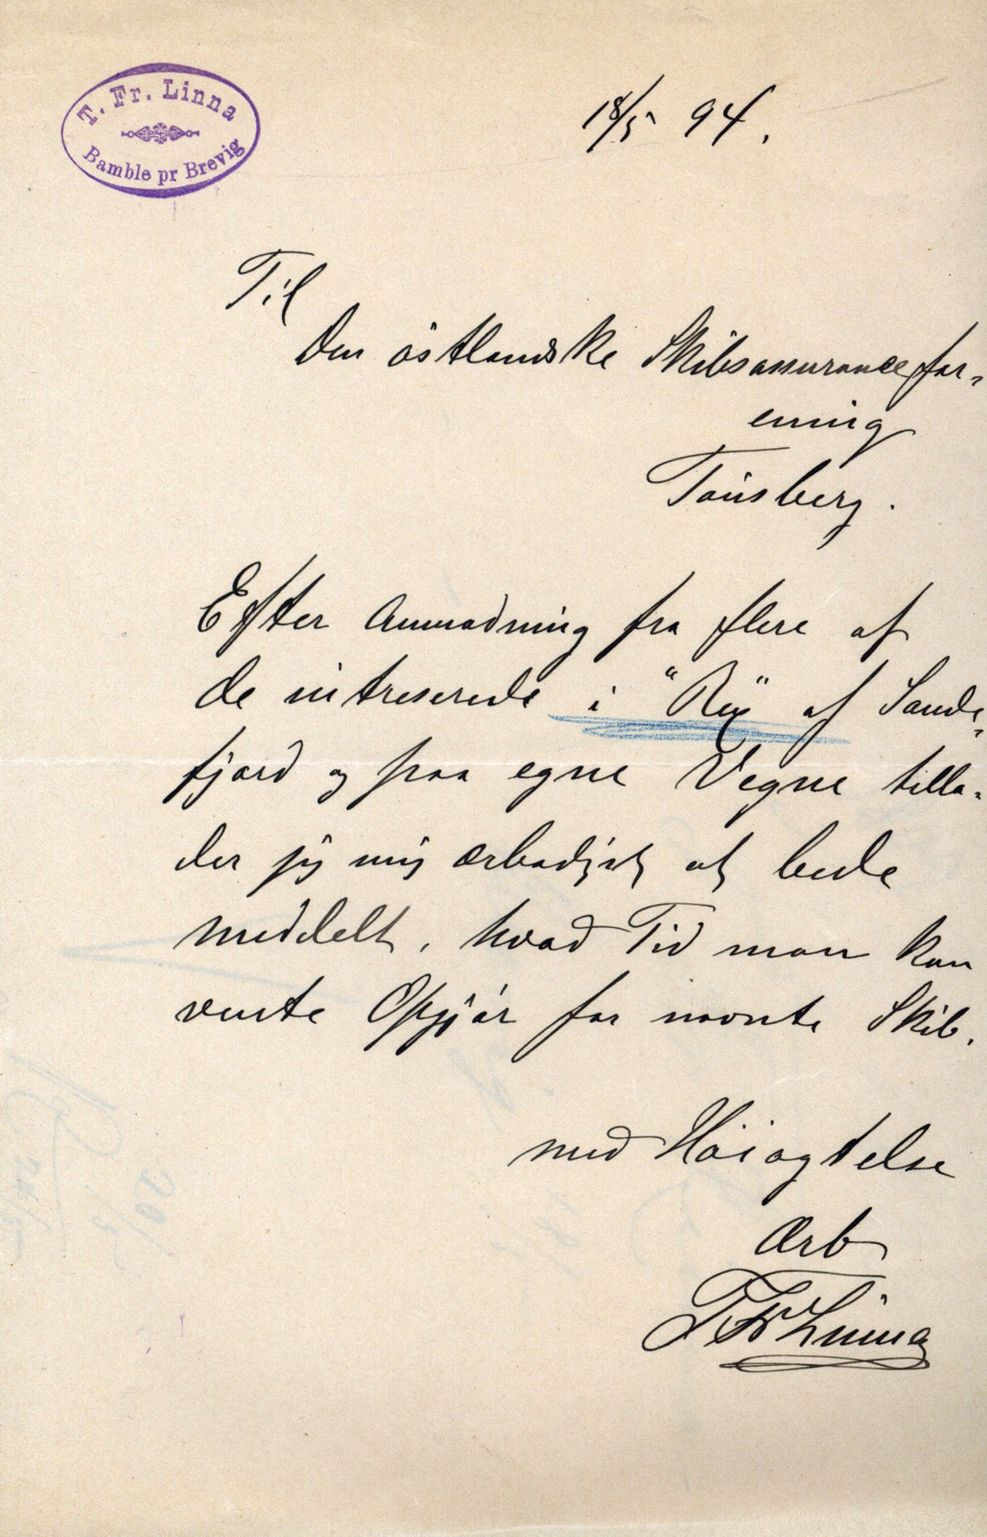 T. Fr. Linna
Bamble pr Brevig
18/5 94.
Til
Den östlandske Skibsassurancefor-
ening
Tönsberg.
Efter Anmodning fra flere af
de intreserede i "Rex" af Sande-
fjord og paa egne Vegne tilla-
der jeg mig ærbødigst at bede
meddelt, hvad Tid man kan
vente Opgjør for nævnte Skib.
med Höiagtelse
Ærb
T. Fr Linna